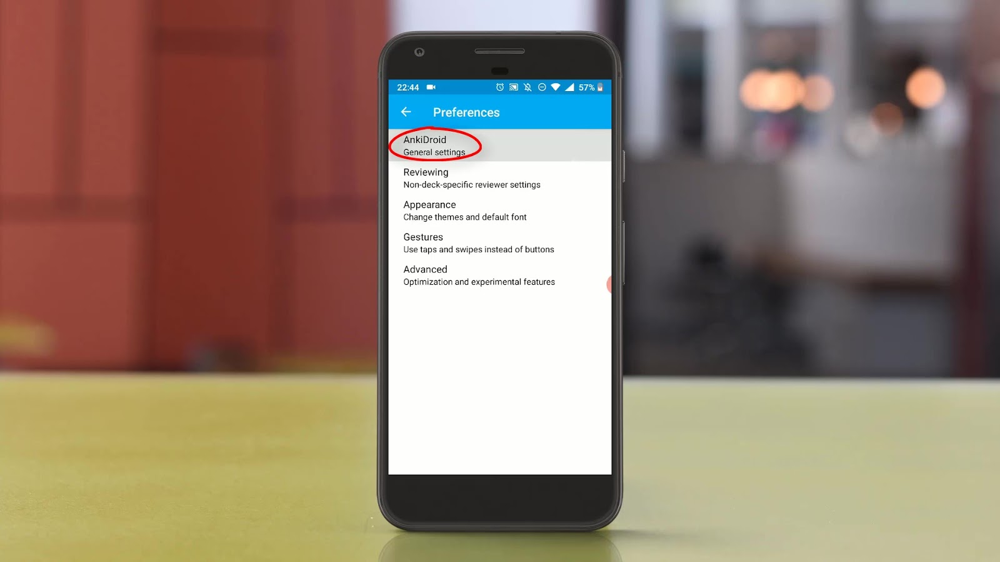 22:44 57%
Preferences
AnkiDroid
General settings
Reviewing
Non-deck-specific reviewer settings
Appearance
Change themes and default font
Gestures
Use taps and swipes instead of buttons
Advanced
Optimization and experimental features